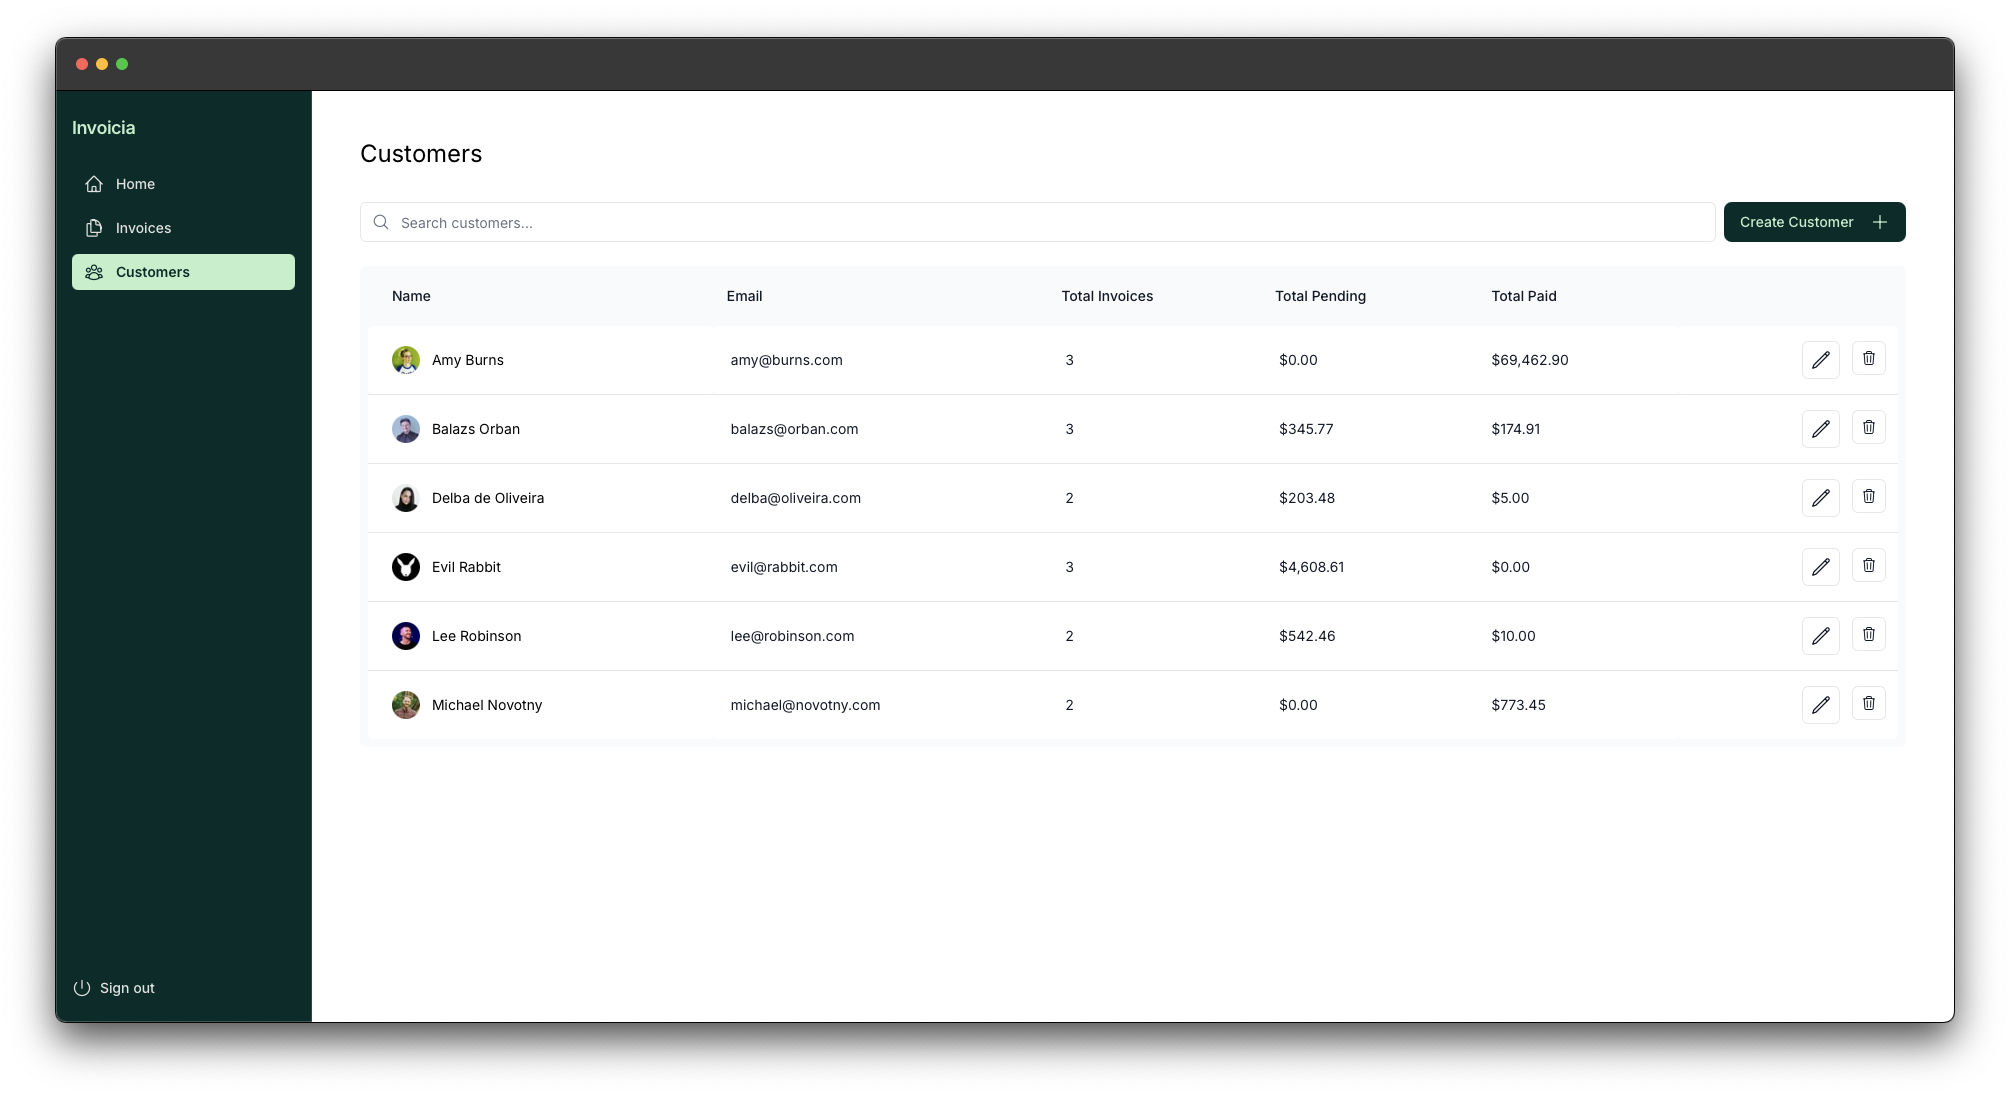 Invoicia
Home
Invoices
Customers
Sign out
Customers
Search customers...
Create Customer
Name Email Total Invoices Total Pending Total Paid
Amy Burns amy@burns.com 3 $0.00 $69,462.90
Balazs Orban balazs@orban.com 3 $345.77 $174.91
Delba de Oliveira delba@oliveira.com 2 $203.48 $5.00
Evil Rabbit evil@rabbit.com 3 $4,608.61 $0.00
Lee Robinson lee@robinson.com 2 $542.46 $10.00
Michael Novotny michael@novotny.com 2 $0.00 $773.45